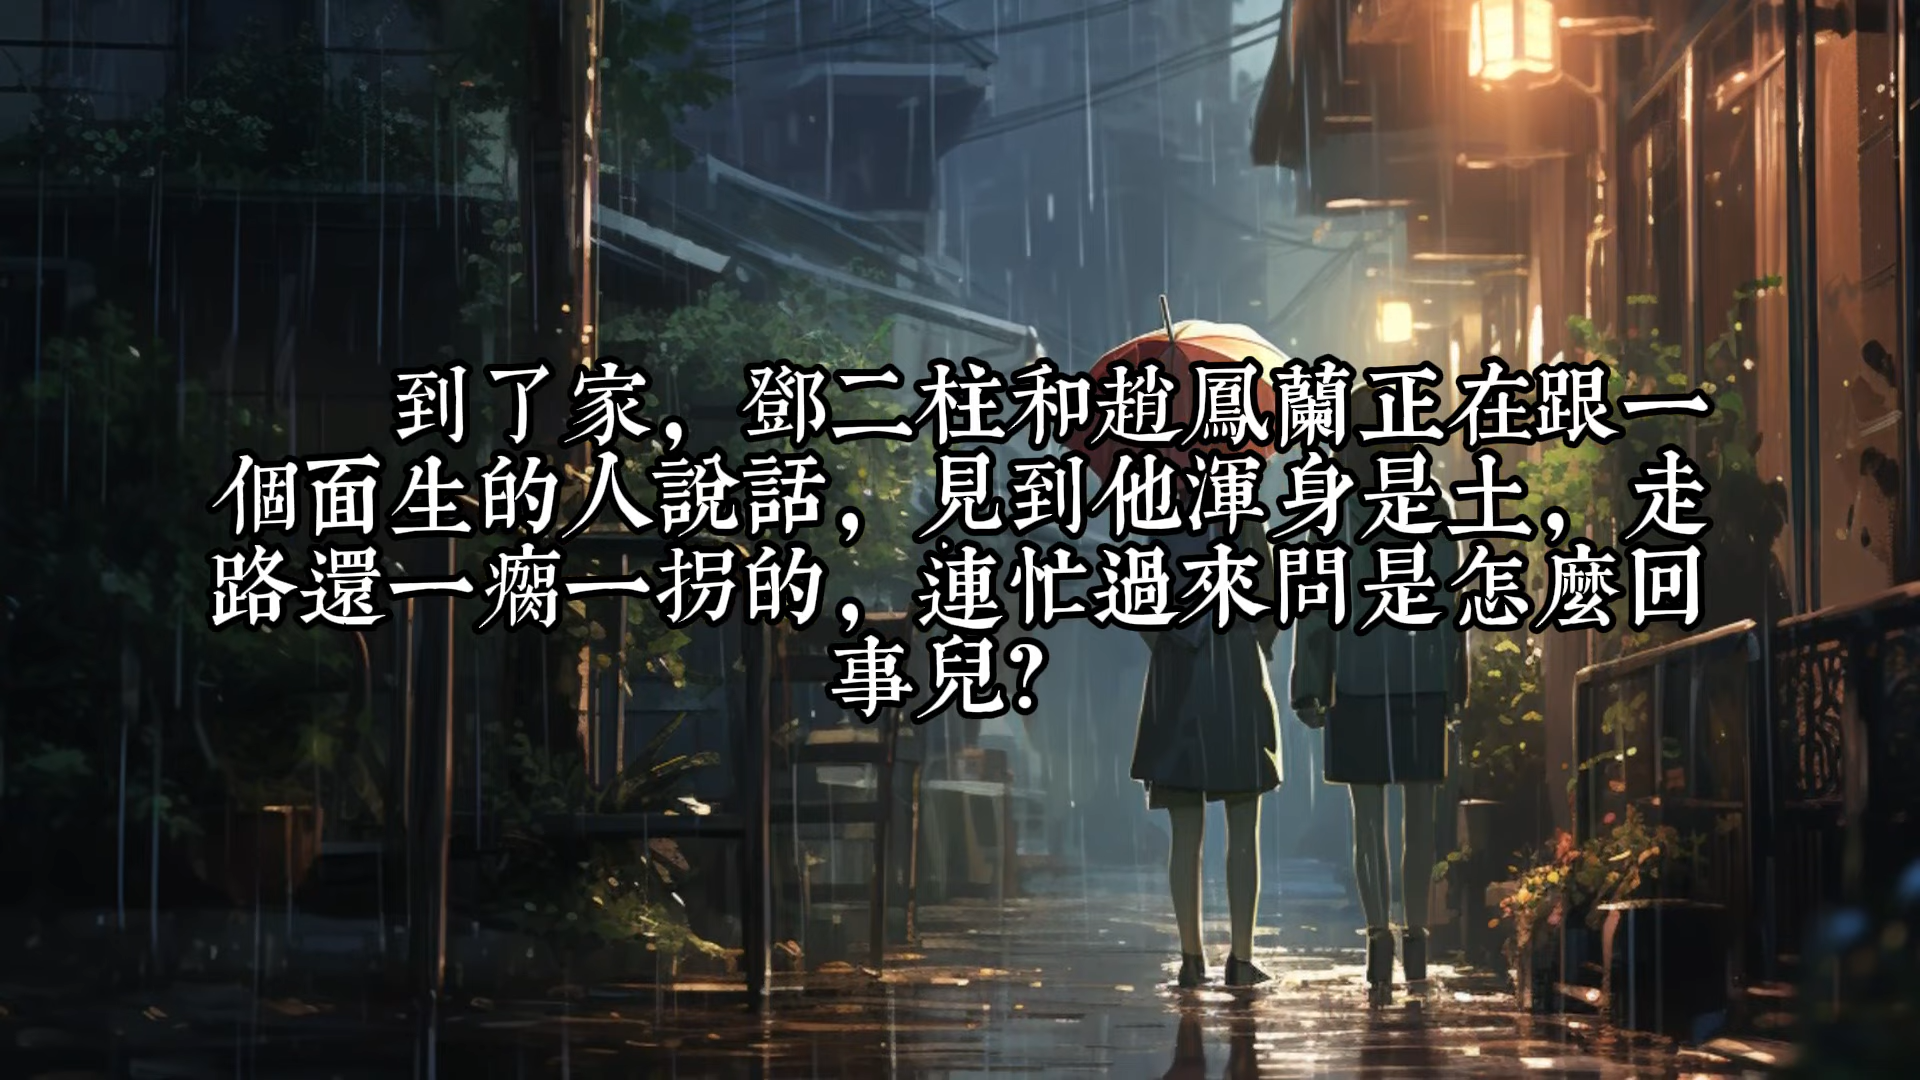 到了家，鄧二柱和趙鳳蘭正在跟一
個面生的人說話，見到他渾身是土，走
路還一瘸一拐的，連忙過來問是怎麼回
事兒？